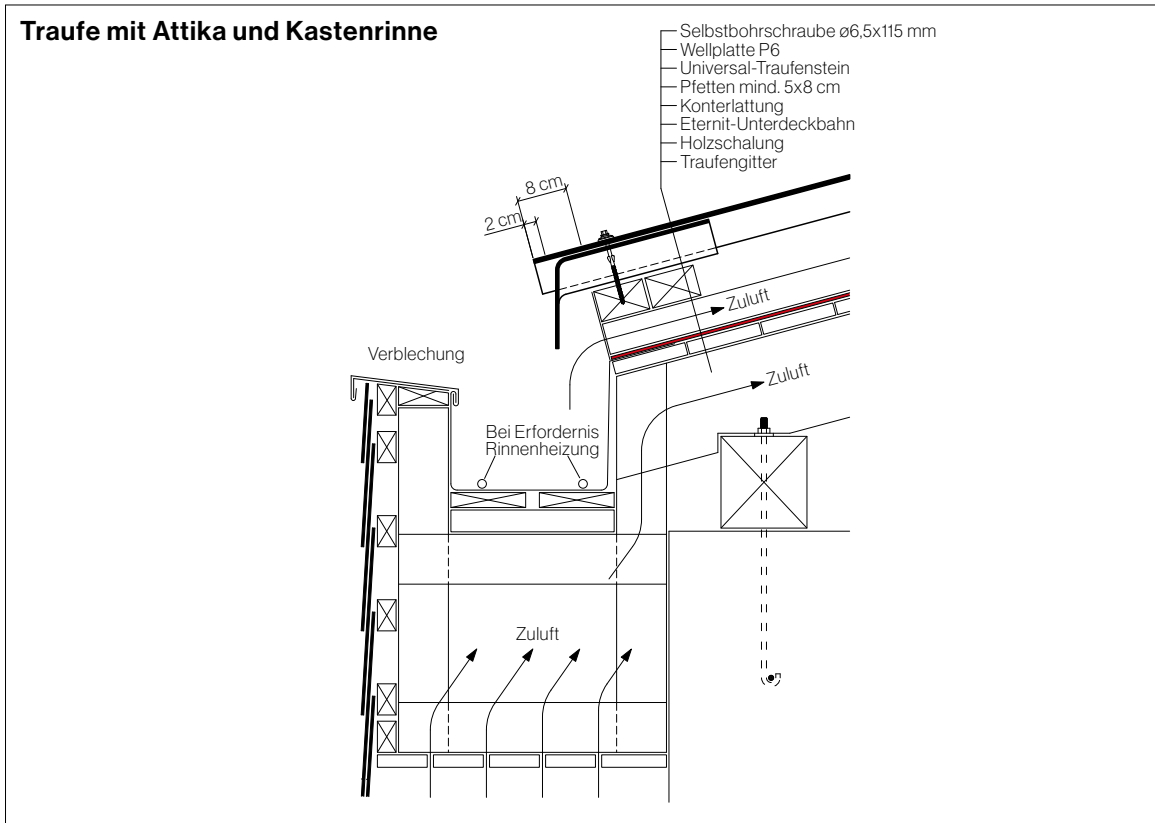 Traufe mit Attika und Kastenrinne
Selbstbohrschraube ø6,5x115 mm
Wellplatte P6
Universal-Traufenstein
Pfetten mind. 5x8 cm
Konterlattung
Eternit-Unterdeckbahn
Holzschalung
Traufengitter
8 cm
2 cm
Zuluft
Verblechung
Zuluft
Bei Erfordernis
Rinnenheizung
Zuluft